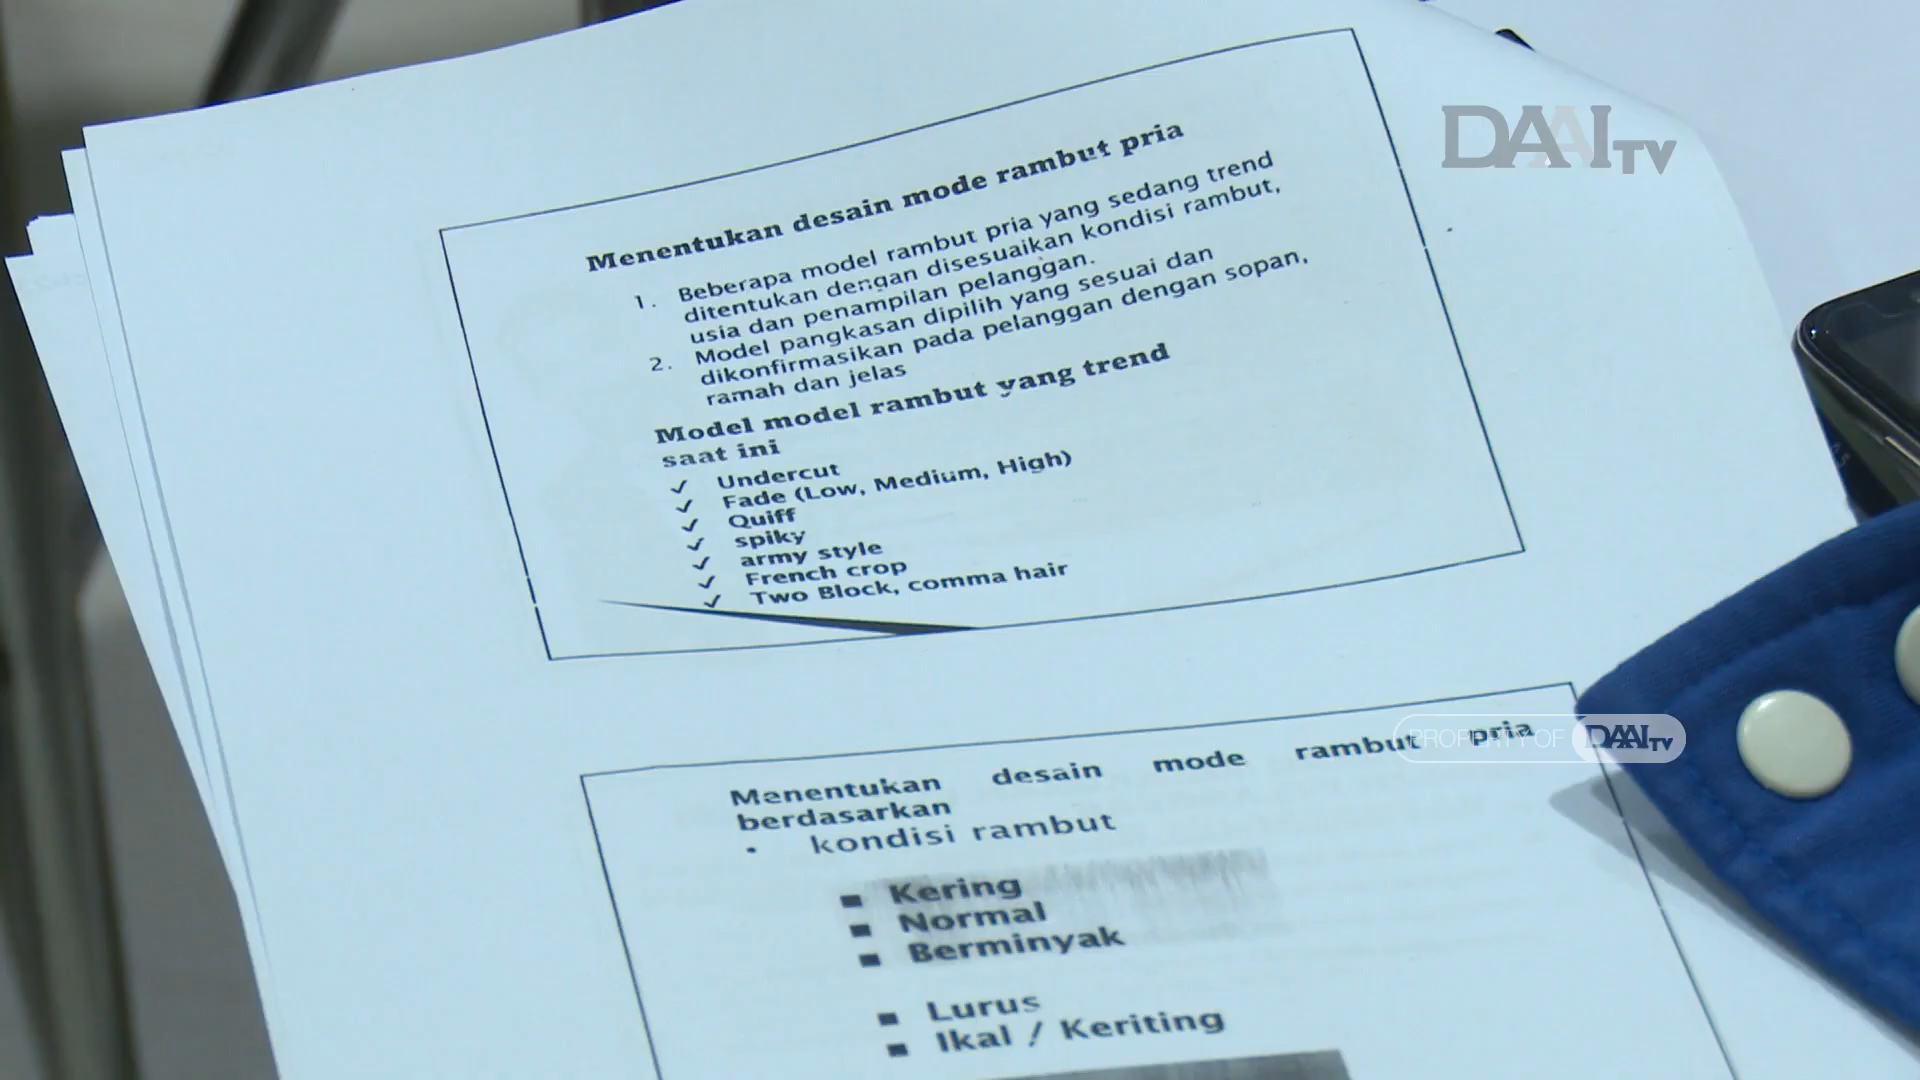 DAAI TV
Menentukan desain mode rambut pria
1. Beberapa model rambut pria yang sedang trend
ditentukan dengan disesuaikan kondisi rambut,
usia dan penampilan pelanggan.
2. Model pangkasan dipilih yang sesuai dan
dikonfirmasikan pada pelanggan dengan sopan,
ramah dan jelas
Model model rambut yang trend
saat ini
✓ Undercut
✓ Fade (Low, Medium, High)
✓ Quiff
✓ spiky
✓ army style
✓ French crop
✓ Two Block, comma hair
PROPERTY OF DAAI TV
Menentukan desain mode rambut pria
berdasarkan
• kondisi rambut
▪ Kering
▪ Normal
▪ Berminyak
▪ Lurus
▪ Ikal / Keriting